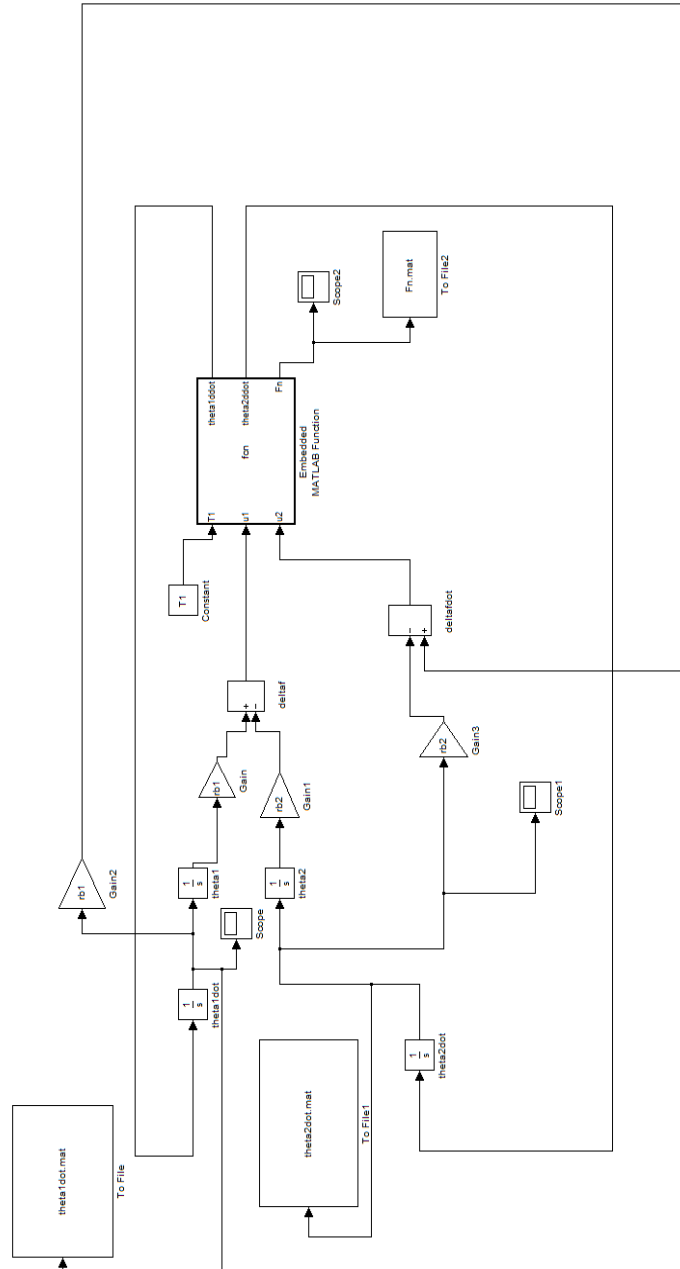 rb1
Gain2
theta1ddot
theta2ddot
Fn
fcn
T1
u1
u2
Embedded
MATLAB Function
Scope2
Fn.mat
To File2
T1
Constant
+
−
deltaf
−
+
deltafdot
rb1
Gain
rb2
Gain1
rb2
Gain3
1
s
theta1
1
s
theta2
Scope
Scope1
1
s
theta1dot
1
s
theta2dot
theta1dot.mat
To File
theta2dot.mat
To File1